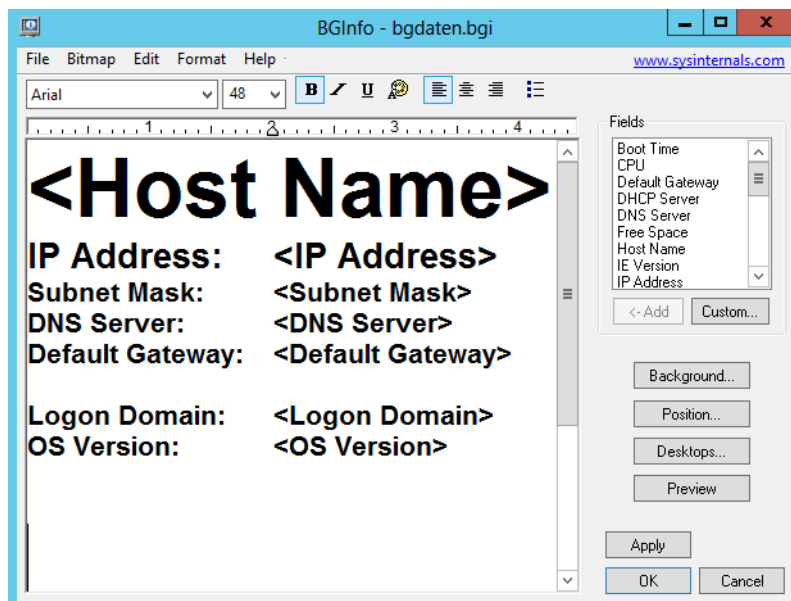 BGInfo - bgdaten.bgi
File Bitmap Edit Format Help
www.sysinternals.com
Arial 48 B I U
1 2 3 4
<Host Name>
IP Address: <IP Address>
Subnet Mask: <Subnet Mask>
DNS Server: <DNS Server>
Default Gateway: <Default Gateway>
Logon Domain: <Logon Domain>
OS Version: <OS Version>
Fields
Boot Time
CPU
Default Gateway
DHCP Server
DNS Server
Free Space
Host Name
IE Version
IP Address
<- Add Custom...
Background...
Position...
Desktops...
Preview
Apply
OK Cancel